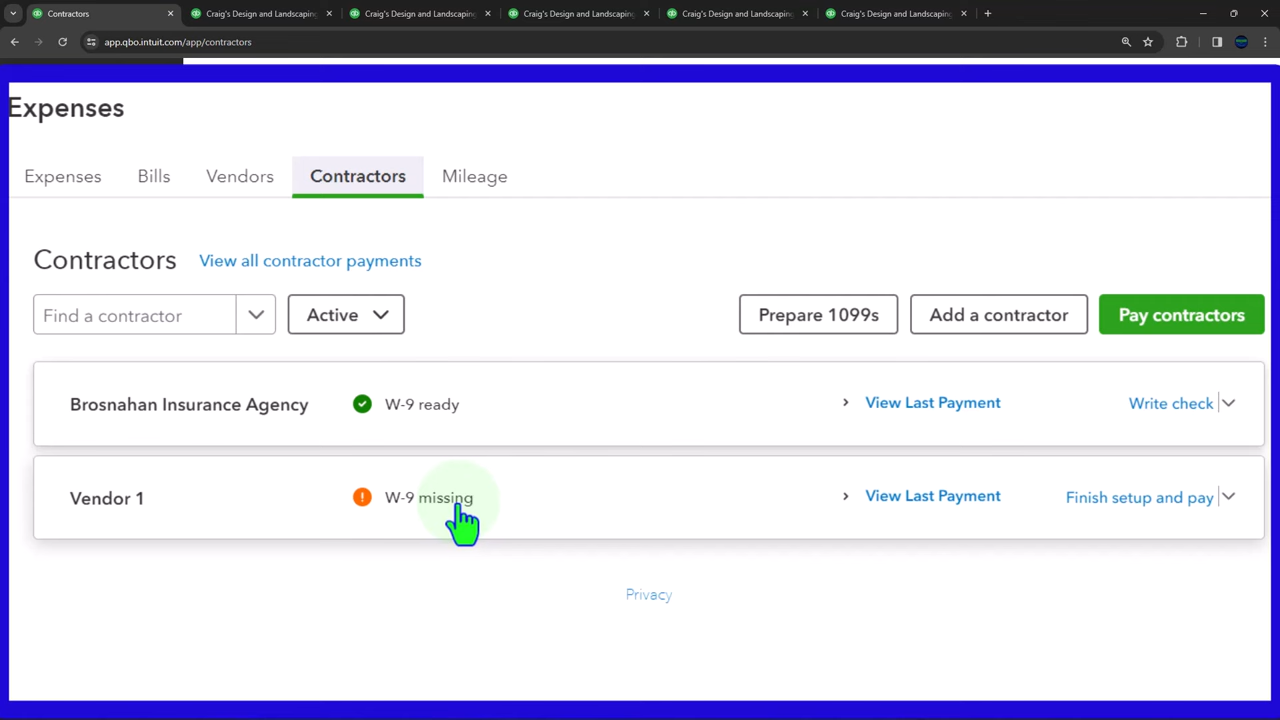 Contractors
Craig's Design and Landscaping
Craig's Design and Landscaping
Craig's Design and Landscaping
Craig's Design and Landscaping
Craig's Design and Landscaping
app.qbo.intuit.com/app/contractors
Expenses
Expenses Bills Vendors Contractors Mileage
Contractors View all contractor payments
Find a contractor Active Prepare 1099s Add a contractor Pay contractors
Brosnahan Insurance Agency W-9 ready View Last Payment Write check
Vendor 1 W-9 missing View Last Payment Finish setup and pay
Privacy